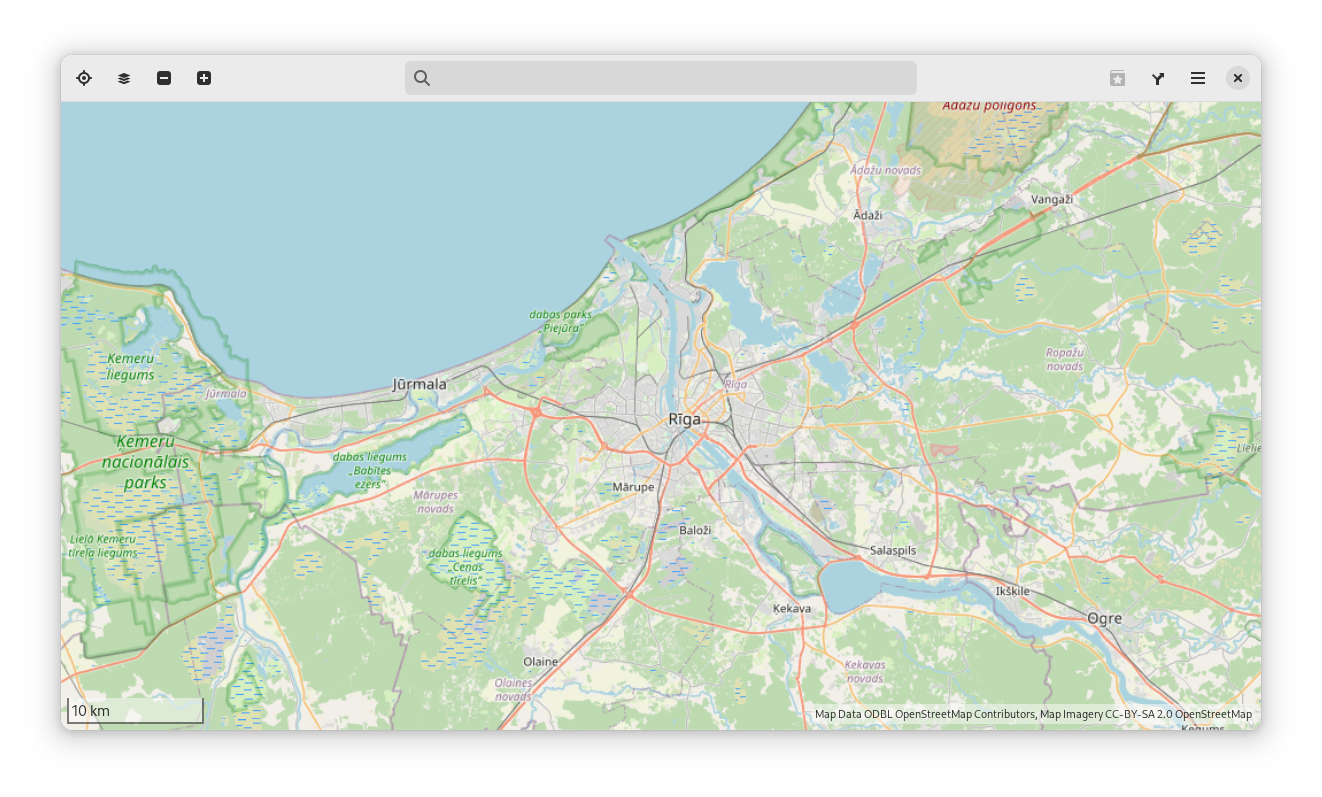 Ādažu poligons
Ādažu novads
Vangaži
Ādaži
dabas parks
„Piejūra“
Ķemeru
liegums
Ropažu
novads
Jūrmala
Rīga
jūrmala
Rīga
Ķemeru
nacionālais
parks
dabas liegums
„Babītes
ezers“
Mārupe
Mārupes
novads
Baloži
Lielā Ķemeru
tīreļa liegums
dabas liegums
„Cenas
tīrelis“
Salaspils
Ikšķile
Ķekava
Ogre
Olaine
Ķekavas
novads
Olaines
novads
10 km
Map Data ODBL OpenStreetMap Contributors, Map Imagery CC-BY-SA 2.0 OpenStreetMap